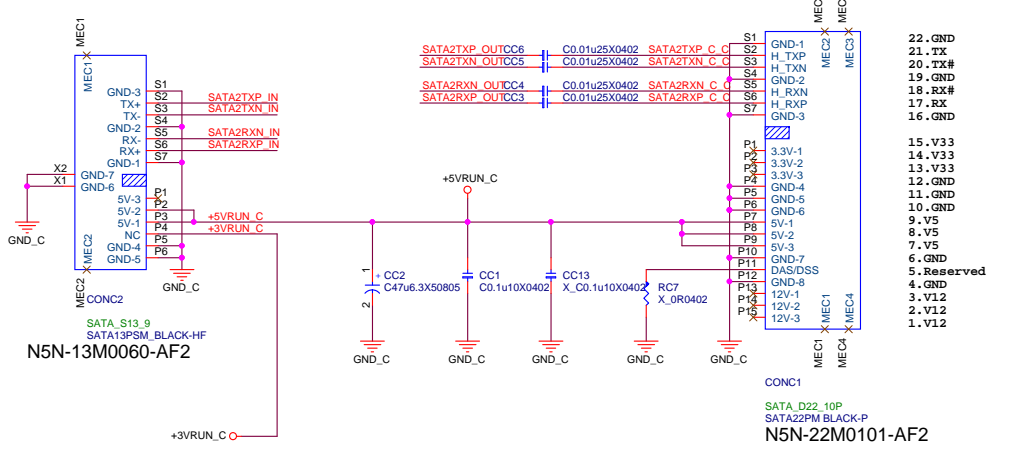 MEC1
MEC1
GND-3
S1
TX+
S2
SATA2TXP_IN
TX-
S3
SATA2TXN_IN
GND-2
S4
RX-
S5
SATA2RXN_IN
RX+
S6
SATA2RXP_IN
GND-1
S7
X2
GND-7
X1
GND-6
5V-3
P1
5V-2
P2
5V-1
P3
+5VRUN_C
NC
P4
+3VRUN_C
GND-4
P5
GND-5
P6
MEC2
MEC2
GND_C
GND_C
CONC2
SATA_S13_9
SATA13PSM_BLACK-HF
N5N-13M0060-AF2
+3VRUN_C
+5VRUN_C
1
+
CC2
C47u6.3X50805
2
GND_C
CC1
C0.1u10X0402
GND_C
CC13
X_C0.1u10X0402
GND_C
RC7
X_0R0402
GND_C
GND_C
SATA2TXP_OUT
CC6
C0.01u25X0402
SATA2TXP_C_C
SATA2TXN_OUT
CC5
C0.01u25X0402
SATA2TXN_C_C
SATA2RXN_OUT
CC4
C0.01u25X0402
SATA2RXN_C_C
SATA2RXP_OUT
CC3
C0.01u25X0402
SATA2RXP_C_C
MEC2
MEC3
S1
GND-1
S2
H_TXP
S3
H_TXN
S4
GND-2
S5
H_RXN
S6
H_RXP
S7
GND-3
P1
3.3V-1
P2
3.3V-2
P3
3.3V-3
P4
GND-4
P5
GND-5
P6
GND-6
P7
5V-1
P8
5V-2
P9
5V-3
P10
GND-7
P11
DAS/DSS
P12
GND-8
P13
12V-1
P14
12V-2
P15
12V-3
MEC1
MEC4
MEC1
MEC4
CONC1
SATA_D22_10P
SATA22PM BLACK-P
N5N-22M0101-AF2
22.GND
21.TX
20.TX#
19.GND
18.RX#
17.RX
16.GND
15.V33
14.V33
13.V33
12.GND
11.GND
10.GND
9.V5
8.V5
7.V5
6.GND
5.Reserved
4.GND
3.V12
2.V12
1.V12